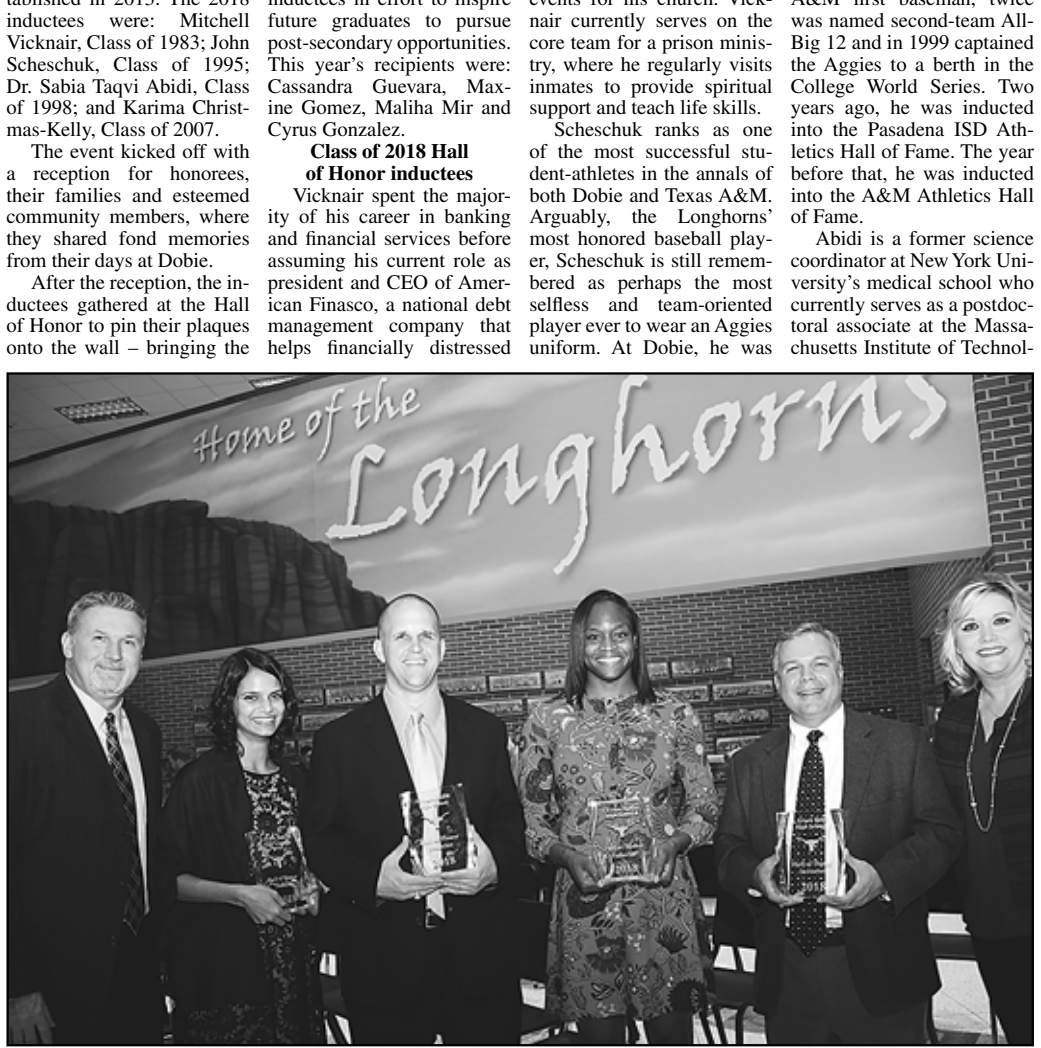 tablished in 2015. The 2018
inductees were: Mitchell
Vicknair, Class of 1983; John
Scheschuk, Class of 1995;
Dr. Sabia Taqvi Abidi, Class
of 1998; and Karima Christ-
mas-Kelly, Class of 2007.
The event kicked off with
a reception for honorees,
their families and esteemed
community members, where
they shared fond memories
from their days at Dobie.
After the reception, the in-
ductees gathered at the Hall
of Honor to pin their plaques
onto the wall – bringing the
inductees in effort to inspire
future graduates to pursue
post-secondary opportunities.
This year's recipients were:
Cassandra Guevara, Max-
ine Gomez, Maliha Mir and
Cyrus Gonzalez.
Class of 2018 Hall
of Honor inductees
Vicknair spent the major-
ity of his career in banking
and financial services before
assuming his current role as
president and CEO of Amer-
ican Finasco, a national debt
management company that
helps financially distressed
events for his church. Vick-
nair currently serves on the
core team for a prison minis-
try, where he regularly visits
inmates to provide spiritual
support and teach life skills.
Scheschuk ranks as one
of the most successful stu-
dent-athletes in the annals of
both Dobie and Texas A&M.
Arguably, the Longhorns'
most honored baseball play-
er, Scheschuk is still remem-
bered as perhaps the most
selfless and team-oriented
player ever to wear an Aggies
uniform. At Dobie, he was
A&M first baseman, twice
was named second-team All-
Big 12 and in 1999 captained
the Aggies to a berth in the
College World Series. Two
years ago, he was inducted
into the Pasadena ISD Ath-
letics Hall of Fame. The year
before that, he was inducted
into the A&M Athletics Hall
of Fame.
Abidi is a former science
coordinator at New York Uni-
versity's medical school who
currently serves as a postdoc-
toral associate at the Massa-
chusetts Institute of Technol-
Home of the
Longhorns
2018
2018
2018